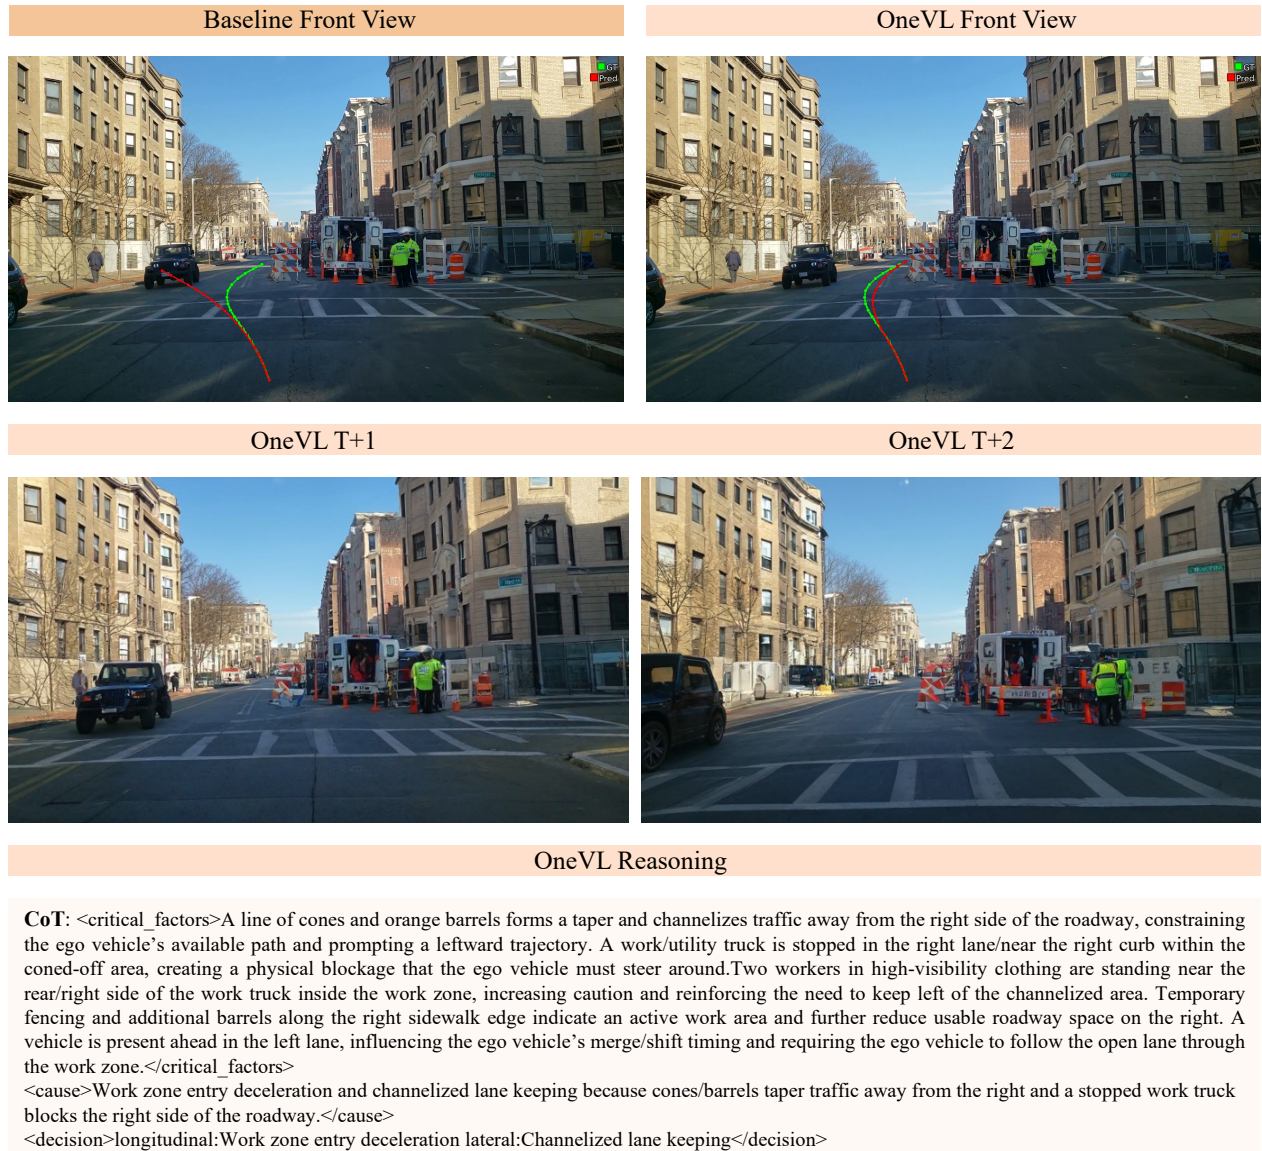 Baseline Front View
OneVL Front View
GT
Pred
GT
Pred
OneVL T+1
OneVL T+2
OneVL Reasoning
CoT: <critical_factors>A line of cones and orange barrels forms a taper and channelizes traffic away from the right side of the roadway, constraining
the ego vehicle's available path and prompting a leftward trajectory. A work/utility truck is stopped in the right lane/near the right curb within the
coned-off area, creating a physical blockage that the ego vehicle must steer around.Two workers in high-visibility clothing are standing near the
rear/right side of the work truck inside the work zone, increasing caution and reinforcing the need to keep left of the channelized area. Temporary
fencing and additional barrels along the right sidewalk edge indicate an active work area and further reduce usable roadway space on the right. A
vehicle is present ahead in the left lane, influencing the ego vehicle's merge/shift timing and requiring the ego vehicle to follow the open lane through
the work zone.</critical_factors>
<cause>Work zone entry deceleration and channelized lane keeping because cones/barrels taper traffic away from the right and a stopped work truck
blocks the right side of the roadway.</cause>
<decision>longitudinal:Work zone entry deceleration lateral:Channelized lane keeping</decision>